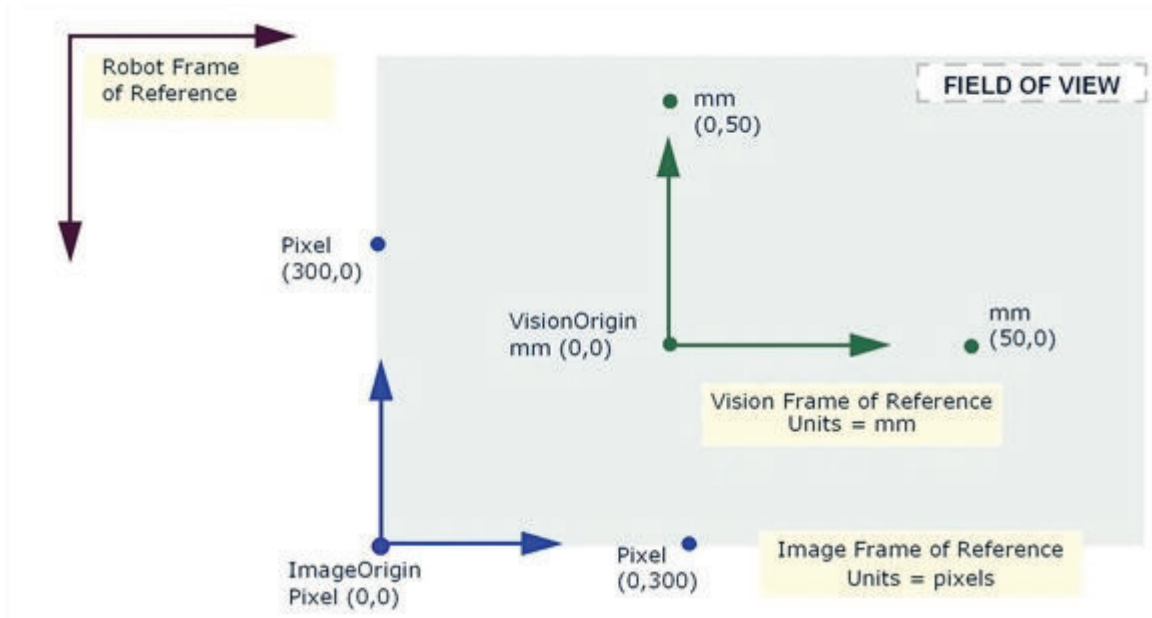 Robot Frame
of Reference
FIELD OF VIEW
mm
(0,50)
Pixel
(300,0)
VisionOrigin
mm (0,0)
mm
(50,0)
Vision Frame of Reference
Units = mm
ImageOrigin
Pixel (0,0)
Pixel
(0,300)
Image Frame of Reference
Units = pixels